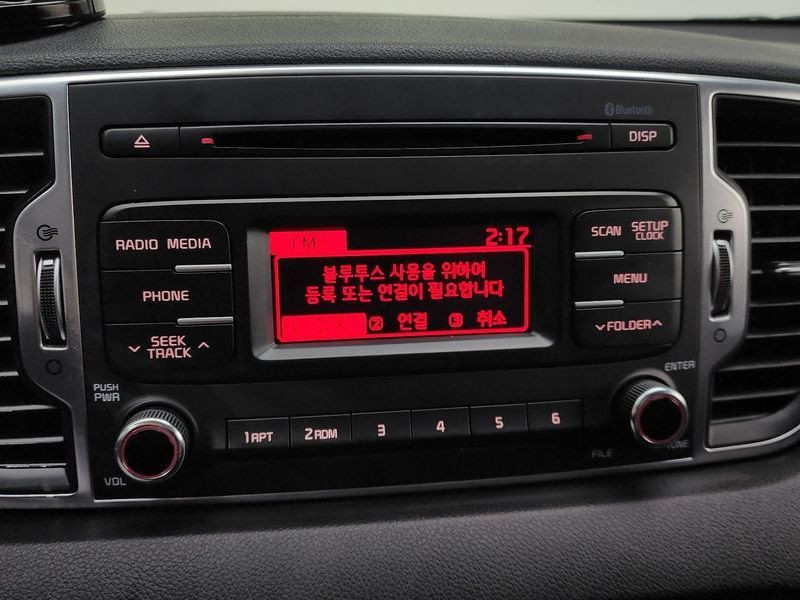 Bluetooth
DISP
RADIO MEDIA
2:17
SCAN SETUP
CLOCK
블루투스 사용을 위하여
등록 또는 연결이 필요합니다
2 연결 취소
PHONE
MENU
SEEK
TRACK
FOLDER
PUSH
PWR
ENTER
1 RPT 2 RDM 3 4 5 6
VOL
FILE
TUNE